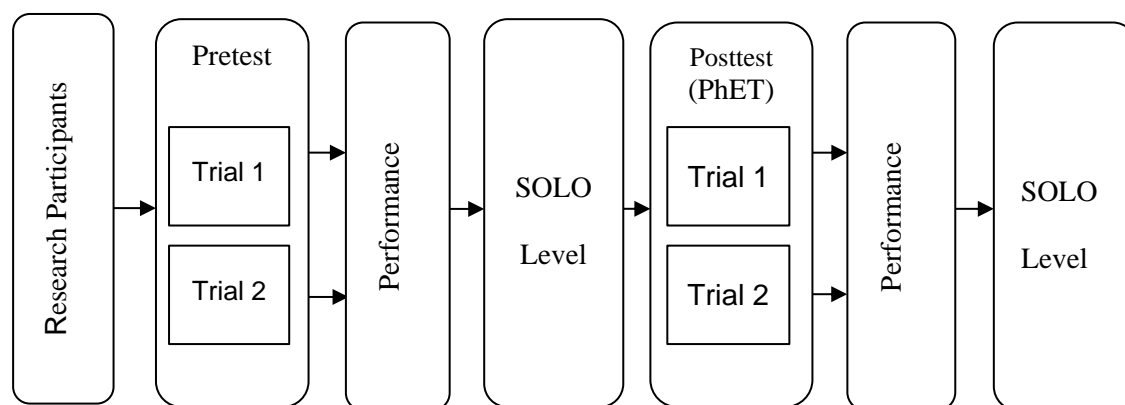 Research Participants
Pretest
Trial 1
Trial 2
Performance
SOLO
Level
Posttest
(PhET)
Trial 1
Trial 2
Performance
SOLO
Level